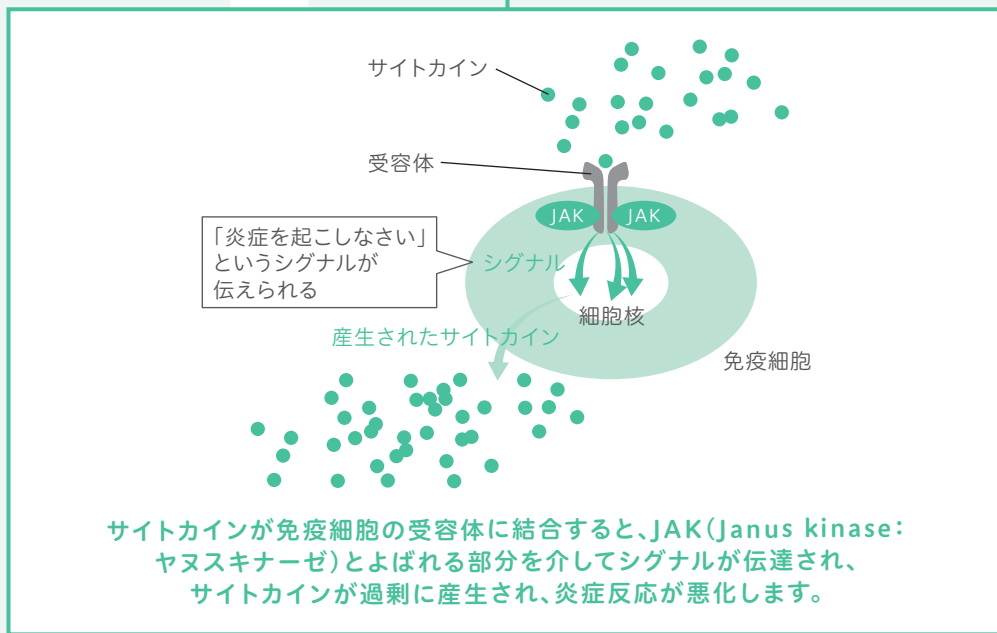 サイトカイン
受容体
JAK
JAK
「炎症を起こしなさい」
というシグナルが
伝えられる
シグナル
細胞核
産生されたサイトカイン
免疫細胞
サイトカインが免疫細胞の受容体に結合すると、JAK(Janus kinase:
ヤヌスキナーゼ)とよばれる部分を介してシグナルが伝達され、
サイトカインが過剰に産生され、炎症反応が悪化します。